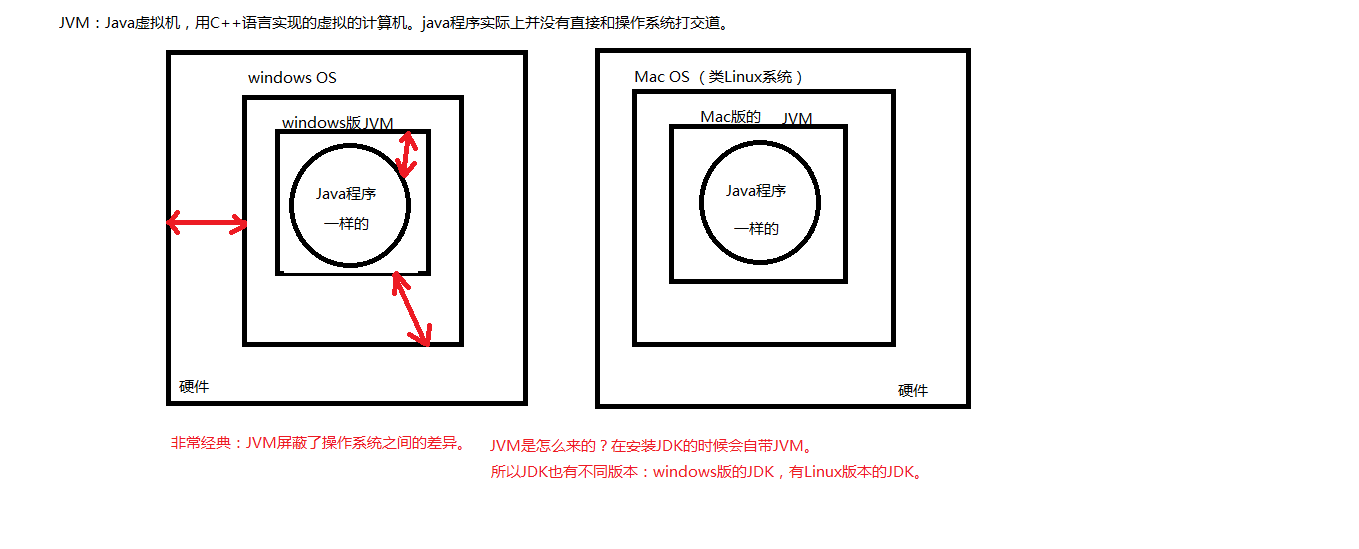 JVM：Java虚拟机，用C++语言实现的虚拟的计算机。java程序实际上并没有直接和操作系统打交道。
windows OS
windows版JVM
Java程序
一样的
硬件
Mac OS （类Linux系统）
Mac版的 JVM
Java程序
一样的
硬件
非常经典：JVM屏蔽了操作系统之间的差异。
JVM是怎么来的？在安装JDK的时候会自带JVM。
所以JDK也有不同版本：windows版的JDK，有Linux版本的JDK。